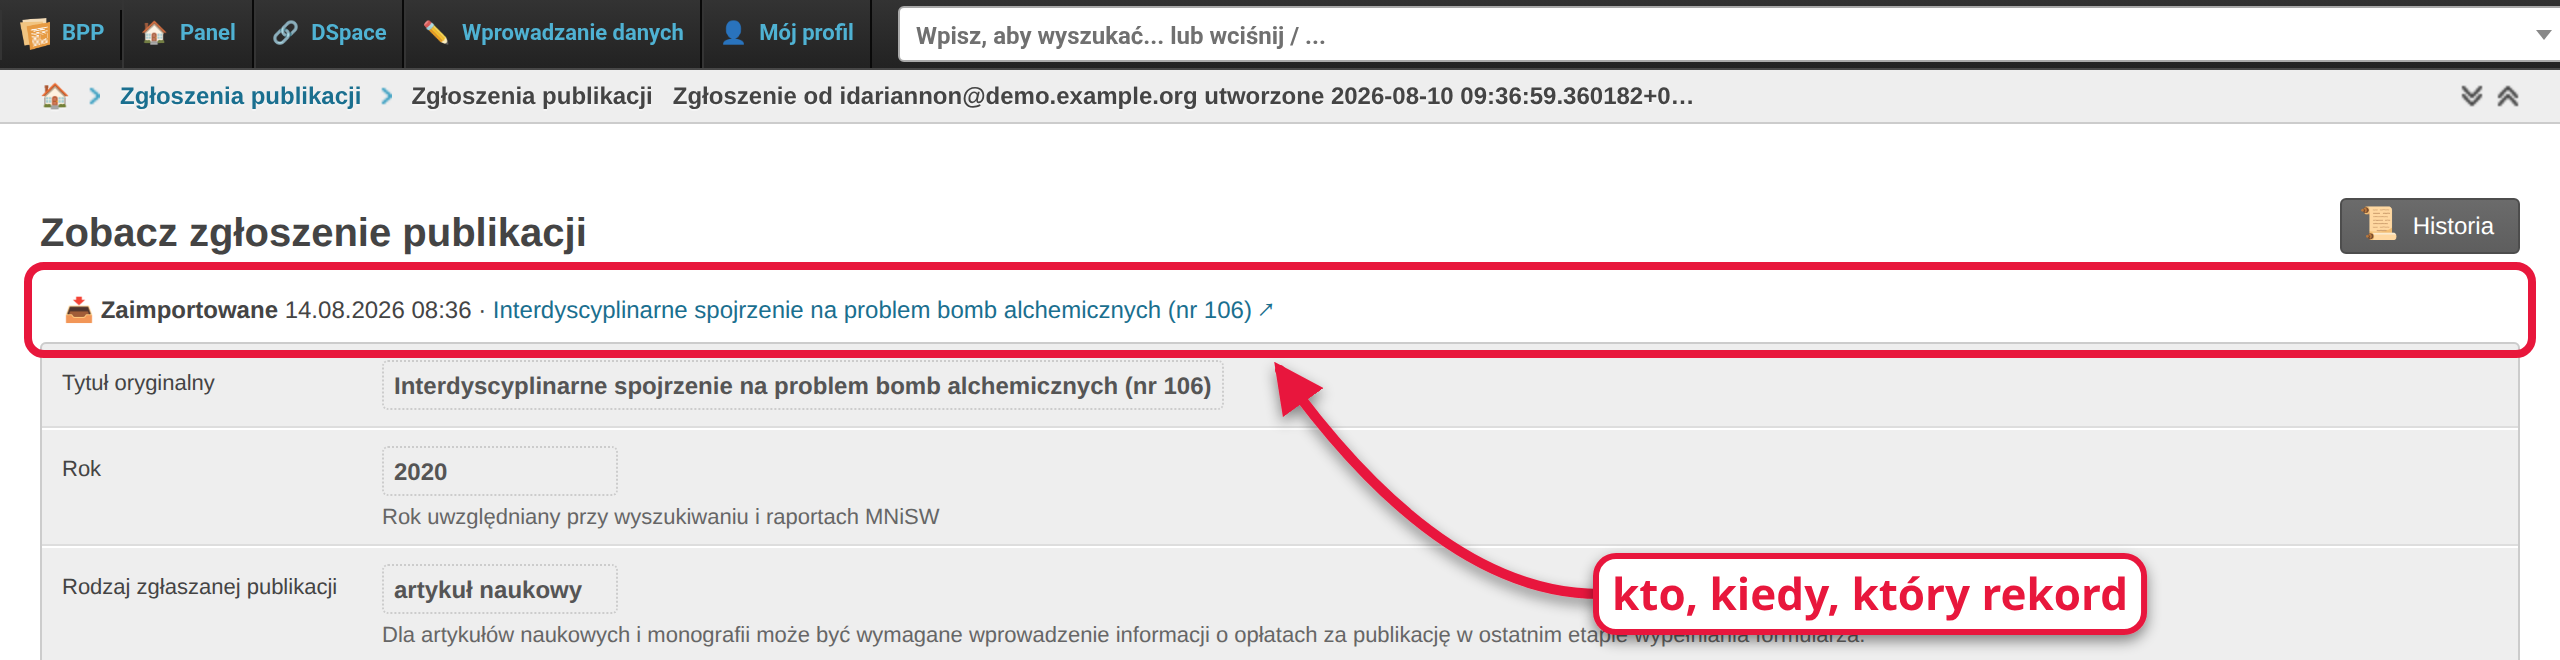 BPP Panel DSpace Wprowadzanie danych Mój profil Wpisz, aby wyszukać... lub wciśnij / ...
Zgłoszenia publikacji Zgłoszenia publikacji Zgłoszenie od idariannon@demo.example.org utworzone 2026-08-10 09:36:59.360182+0…
Zobacz zgłoszenie publikacji
Historia
Zaimportowane 14.08.2026 08:36 · Interdyscyplinarne spojrzenie na problem bomb alchemicznych (nr 106) ↗
Tytuł oryginalny Interdyscyplinarne spojrzenie na problem bomb alchemicznych (nr 106)
Rok 2020
Rok uwzględniany przy wyszukiwaniu i raportach MNiSW
Rodzaj zgłaszanej publikacji artykuł naukowy
kto, kiedy, który rekord
Dla artykułów naukowych i monografii może być wymagane wprowadzenie informacji o opłatach za publikację w ostatnim etapie wypełniania formularza.